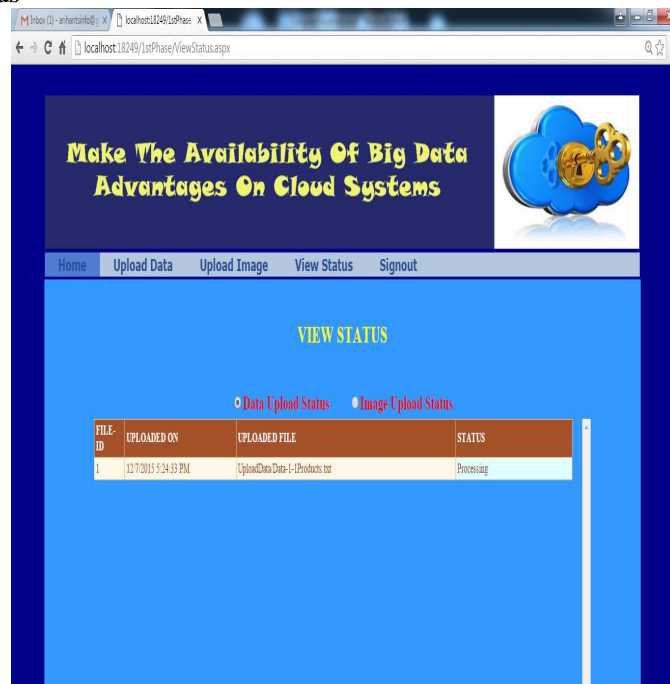 us
Inbox (1) - arihantsinfo@
localhost:18249/1stPhase/
localhost:18249/1stPhase/ViewStatus.aspx
Make The Availability Of Big Data
Advantages On Cloud Systems
Home Upload Data Upload Image View Status Signout
VIEW STATUS
Data Upload Status Image Upload Status
FILE-ID UPLOADED ON UPLOADED FILE STATUS
1 12/7/2015 5:24:33 PM UploadData/Data-1-1Products.txt Processing